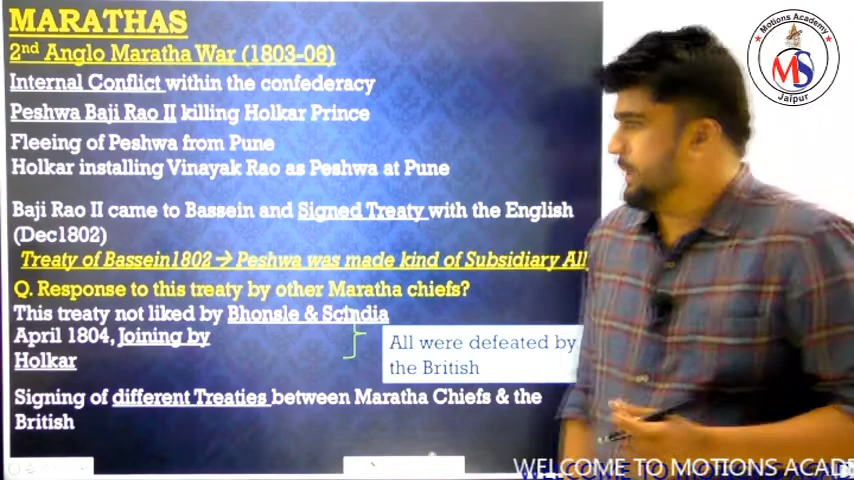 MARATHAS
2nd Anglo Maratha War (1803-06)
Internal Conflict within the confederacy
Peshwa Baji Rao II killing Holkar Prince
Fleeing of Peshwa from Pune
Holkar installing Vinayak Rao as Peshwa at Pune
Baji Rao II came to Bassein and Signed Treaty with the English
(Dec1802)
Treaty of Bassein1802 → Peshwa was made kind of Subsidiary All
Q. Response to this treaty by other Maratha chiefs?
This treaty not liked by Bhonsle & Scindia
April 1804, Joining by
Holkar
All were defeated by
the British
Signing of different Treaties between Maratha Chiefs & the
British
Motions Academy
MS
Jaipur
WELCOME TO MOTIONS ACADE